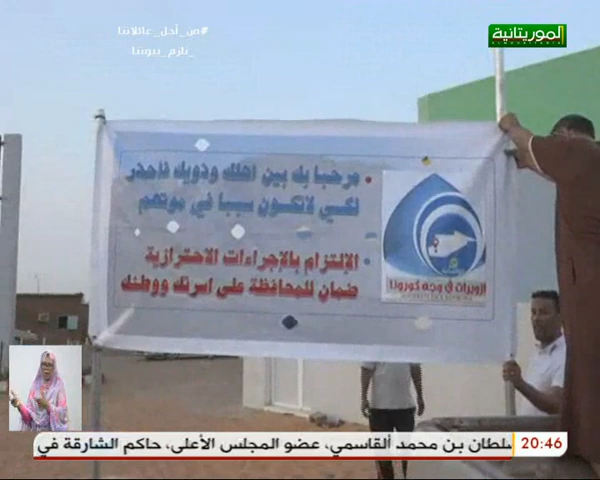 #من_أجل_عائلاتنا
_نلزم_بيوتنا
الموريتانية
• مرحبا بك بين اهلك وذويك فاحذر
لكي لاتكون سببا في موتهم
• الإلتزام بالإجراءات الاحترازية
ضمان للمحافظة على اسرتك ووطنك
ازويرات في وجه كورونا
سلطان بن محمد القاسمي، عضو المجلس الأعلى، حاكم الشارقة في
20:46